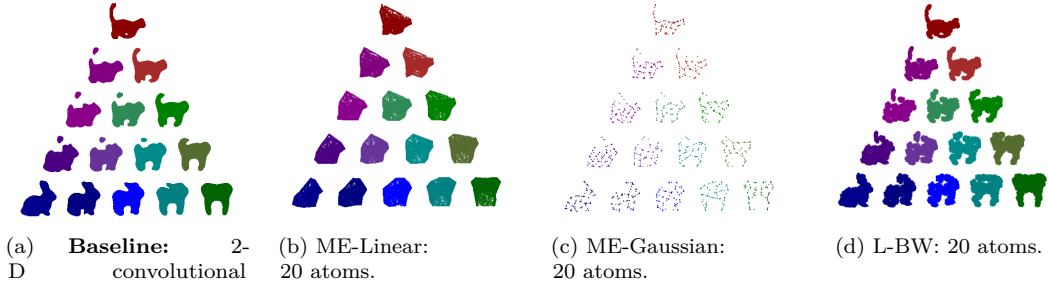 (a) Baseline: 2-
D convolutional
(b) ME-Linear:
20 atoms.
(c) ME-Gaussian:
20 atoms.
(d) L-BW: 20 atoms.